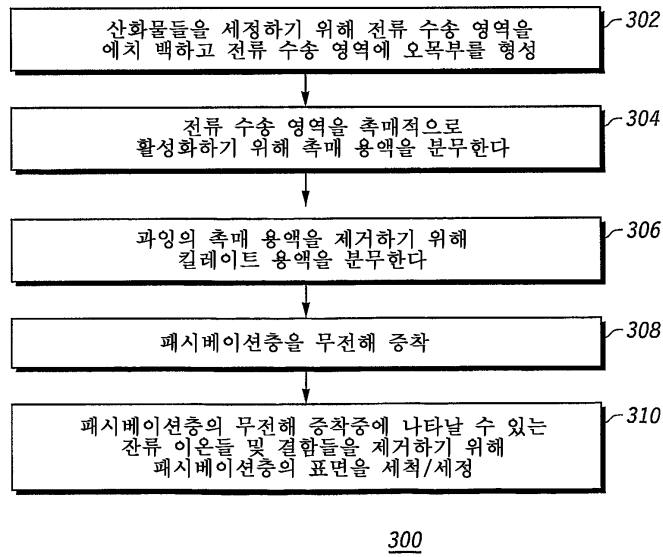 산화물들을 세정하기 위해 전류 수송 영역을
에치 백하고 전류 수송 영역에 오목부를 형성
302
전류 수송 영역을 촉매적으로
활성화하기 위해 촉매 용액을 분무한다
304
과잉의 촉매 용액을 제거하기 위해
킬레이트 용액을 분무한다
306
패시베이션층을 무전해 증착
308
패시베이션층의 무전해 증착중에 나타날 수 있는
잔류 이온들 및 결함들을 제거하기 위해
패시베이션층의 표면을 세척/세정
310
300